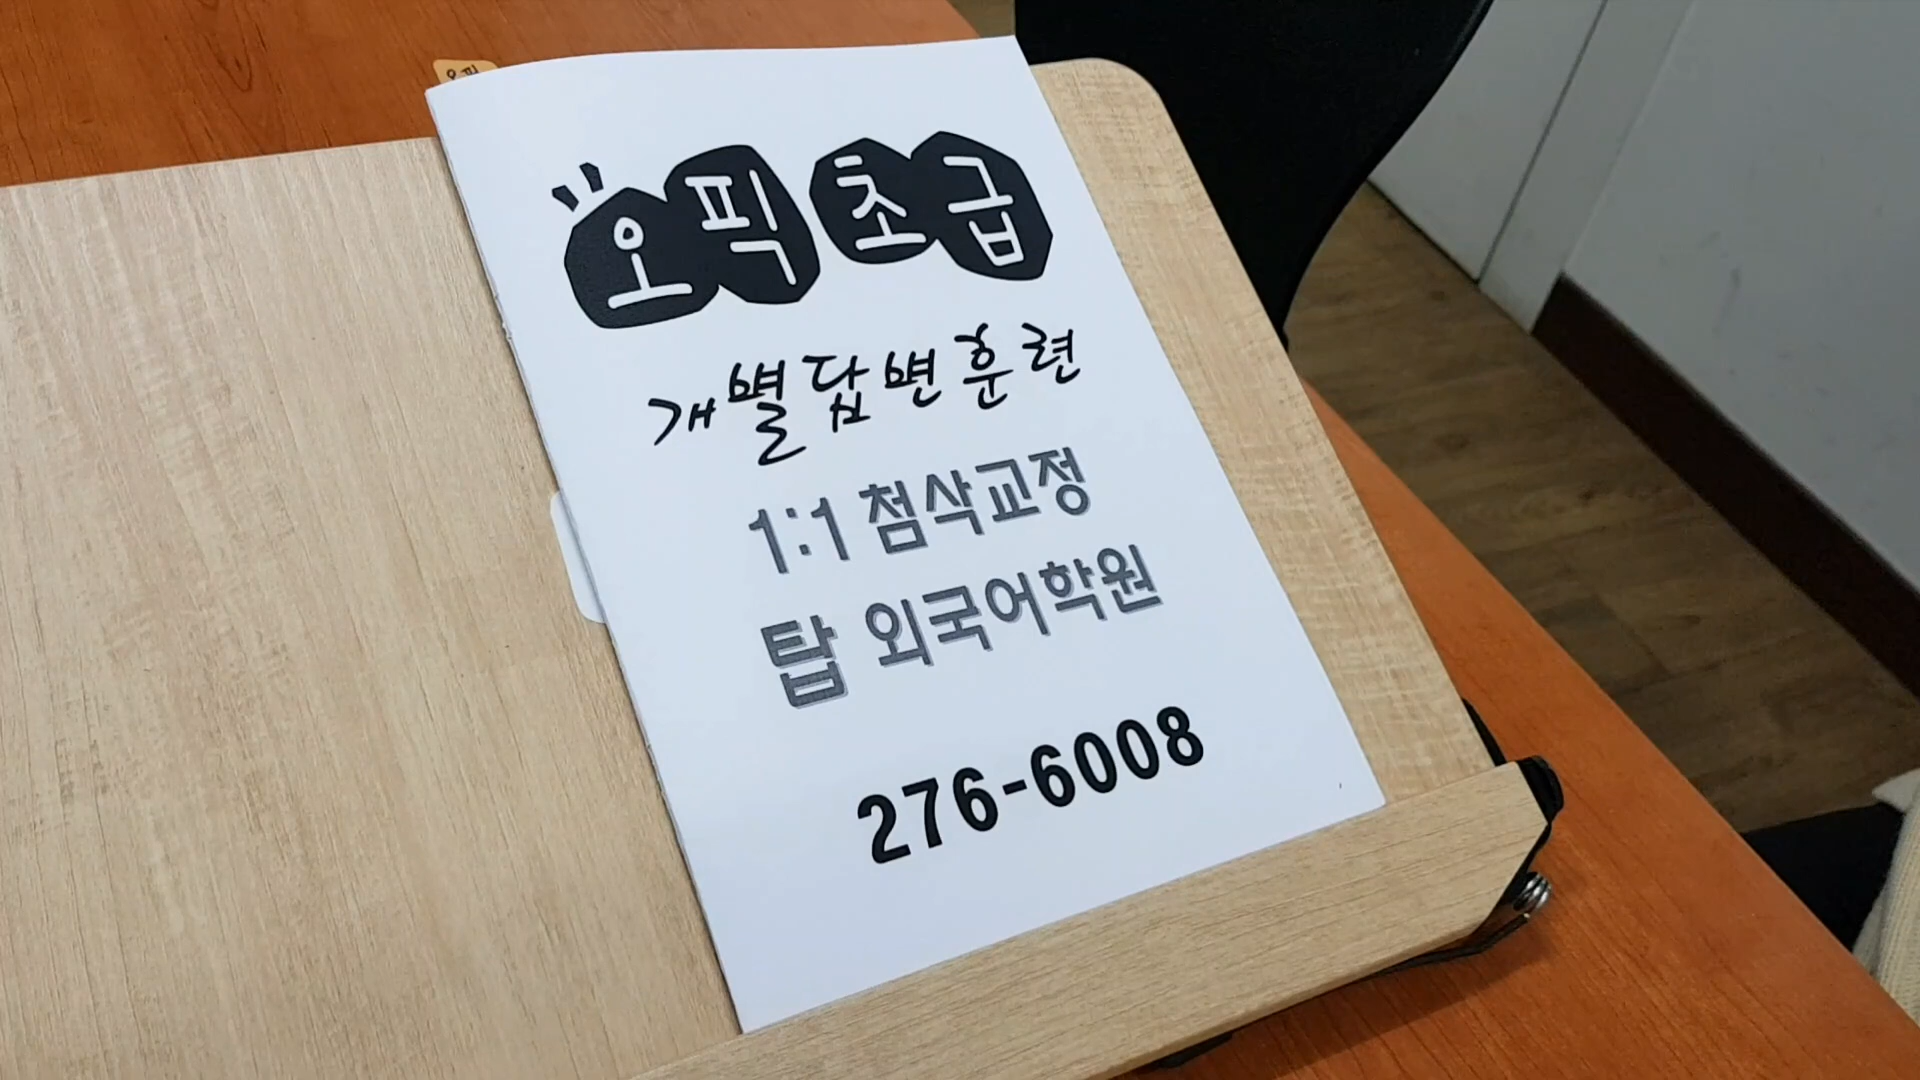 오픽 초급
개별답변훈련
1:1 첨삭교정
탑 외국어학원
276-6008